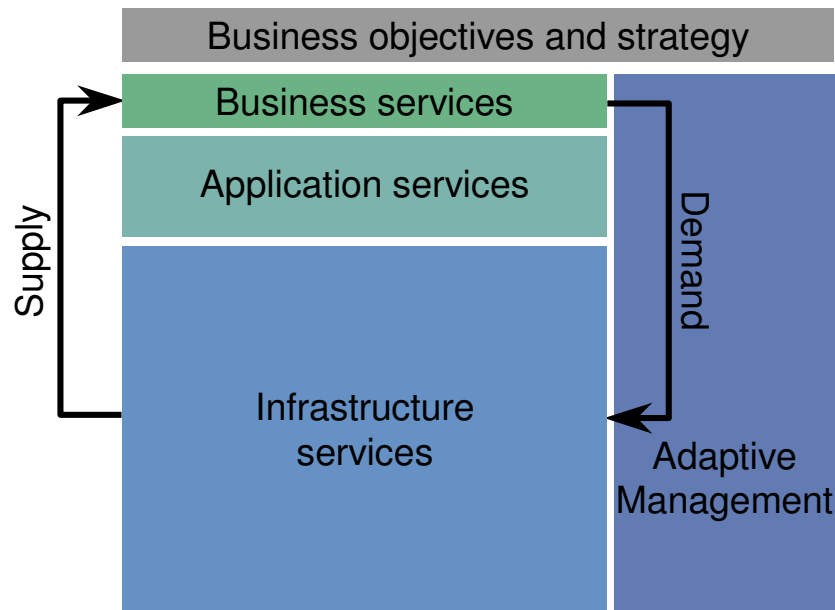 Business objectives and strategy
Business services
Application services
Supply
Demand
Infrastructure
services
Adaptive
Management